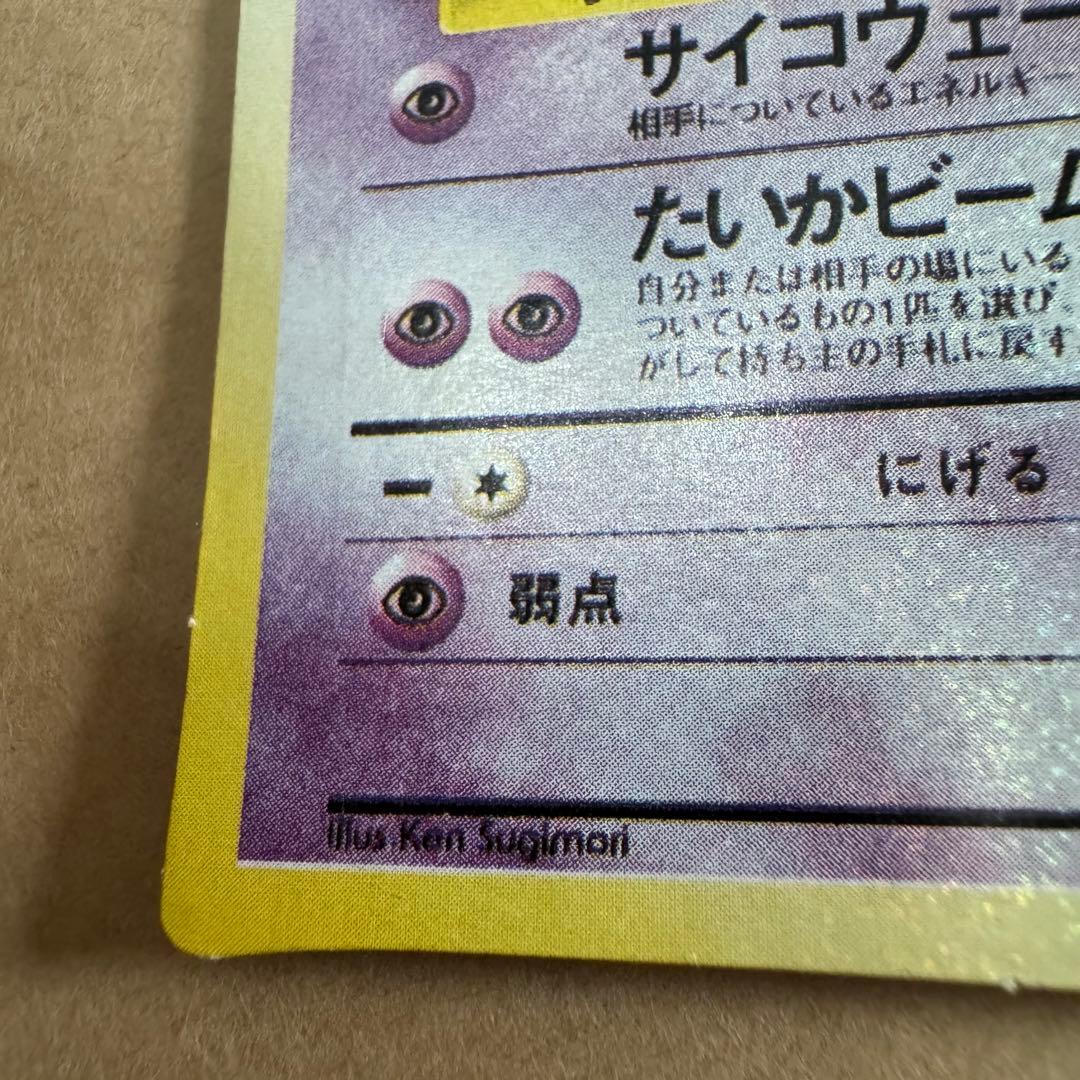 サイコウェー
相手についているエネルギー
たいかビーム
自分または相手の場にいる
ついているもの1匹を選び、
がして持ち主の手札に戻す
− にげる
弱点
Illus Ken Sugimori